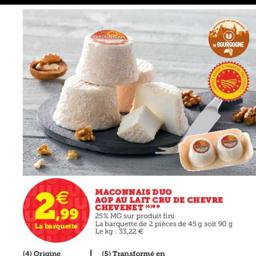 BOURGOGNE
2€,99
La barquette
MACONNAIS DUO
AOP AU LAIT CRU DE CHEVRE
CHEVENET
25% MG sur produit fini
La barquette de 2 pièces de 45 g soit 90 g
Le kg : 33,22 €
(4) Origine
(5) Transformé en